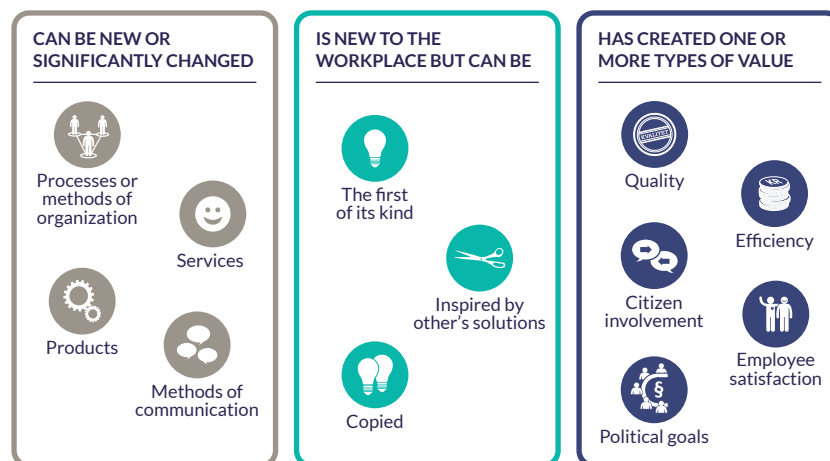 CAN BE NEW OR
SIGNIFICANTLY CHANGED
Processes or
methods of
organization
Services
Products
Methods of
communication
IS NEW TO THE
WORKPLACE BUT CAN BE
The first
of its kind
Inspired by
other’s solutions
Copied
HAS CREATED ONE OR
MORE TYPES OF VALUE
KVALITET
Quality
KR
Efficiency
Citizen
involvement
Employee
satisfaction
§
Political goals